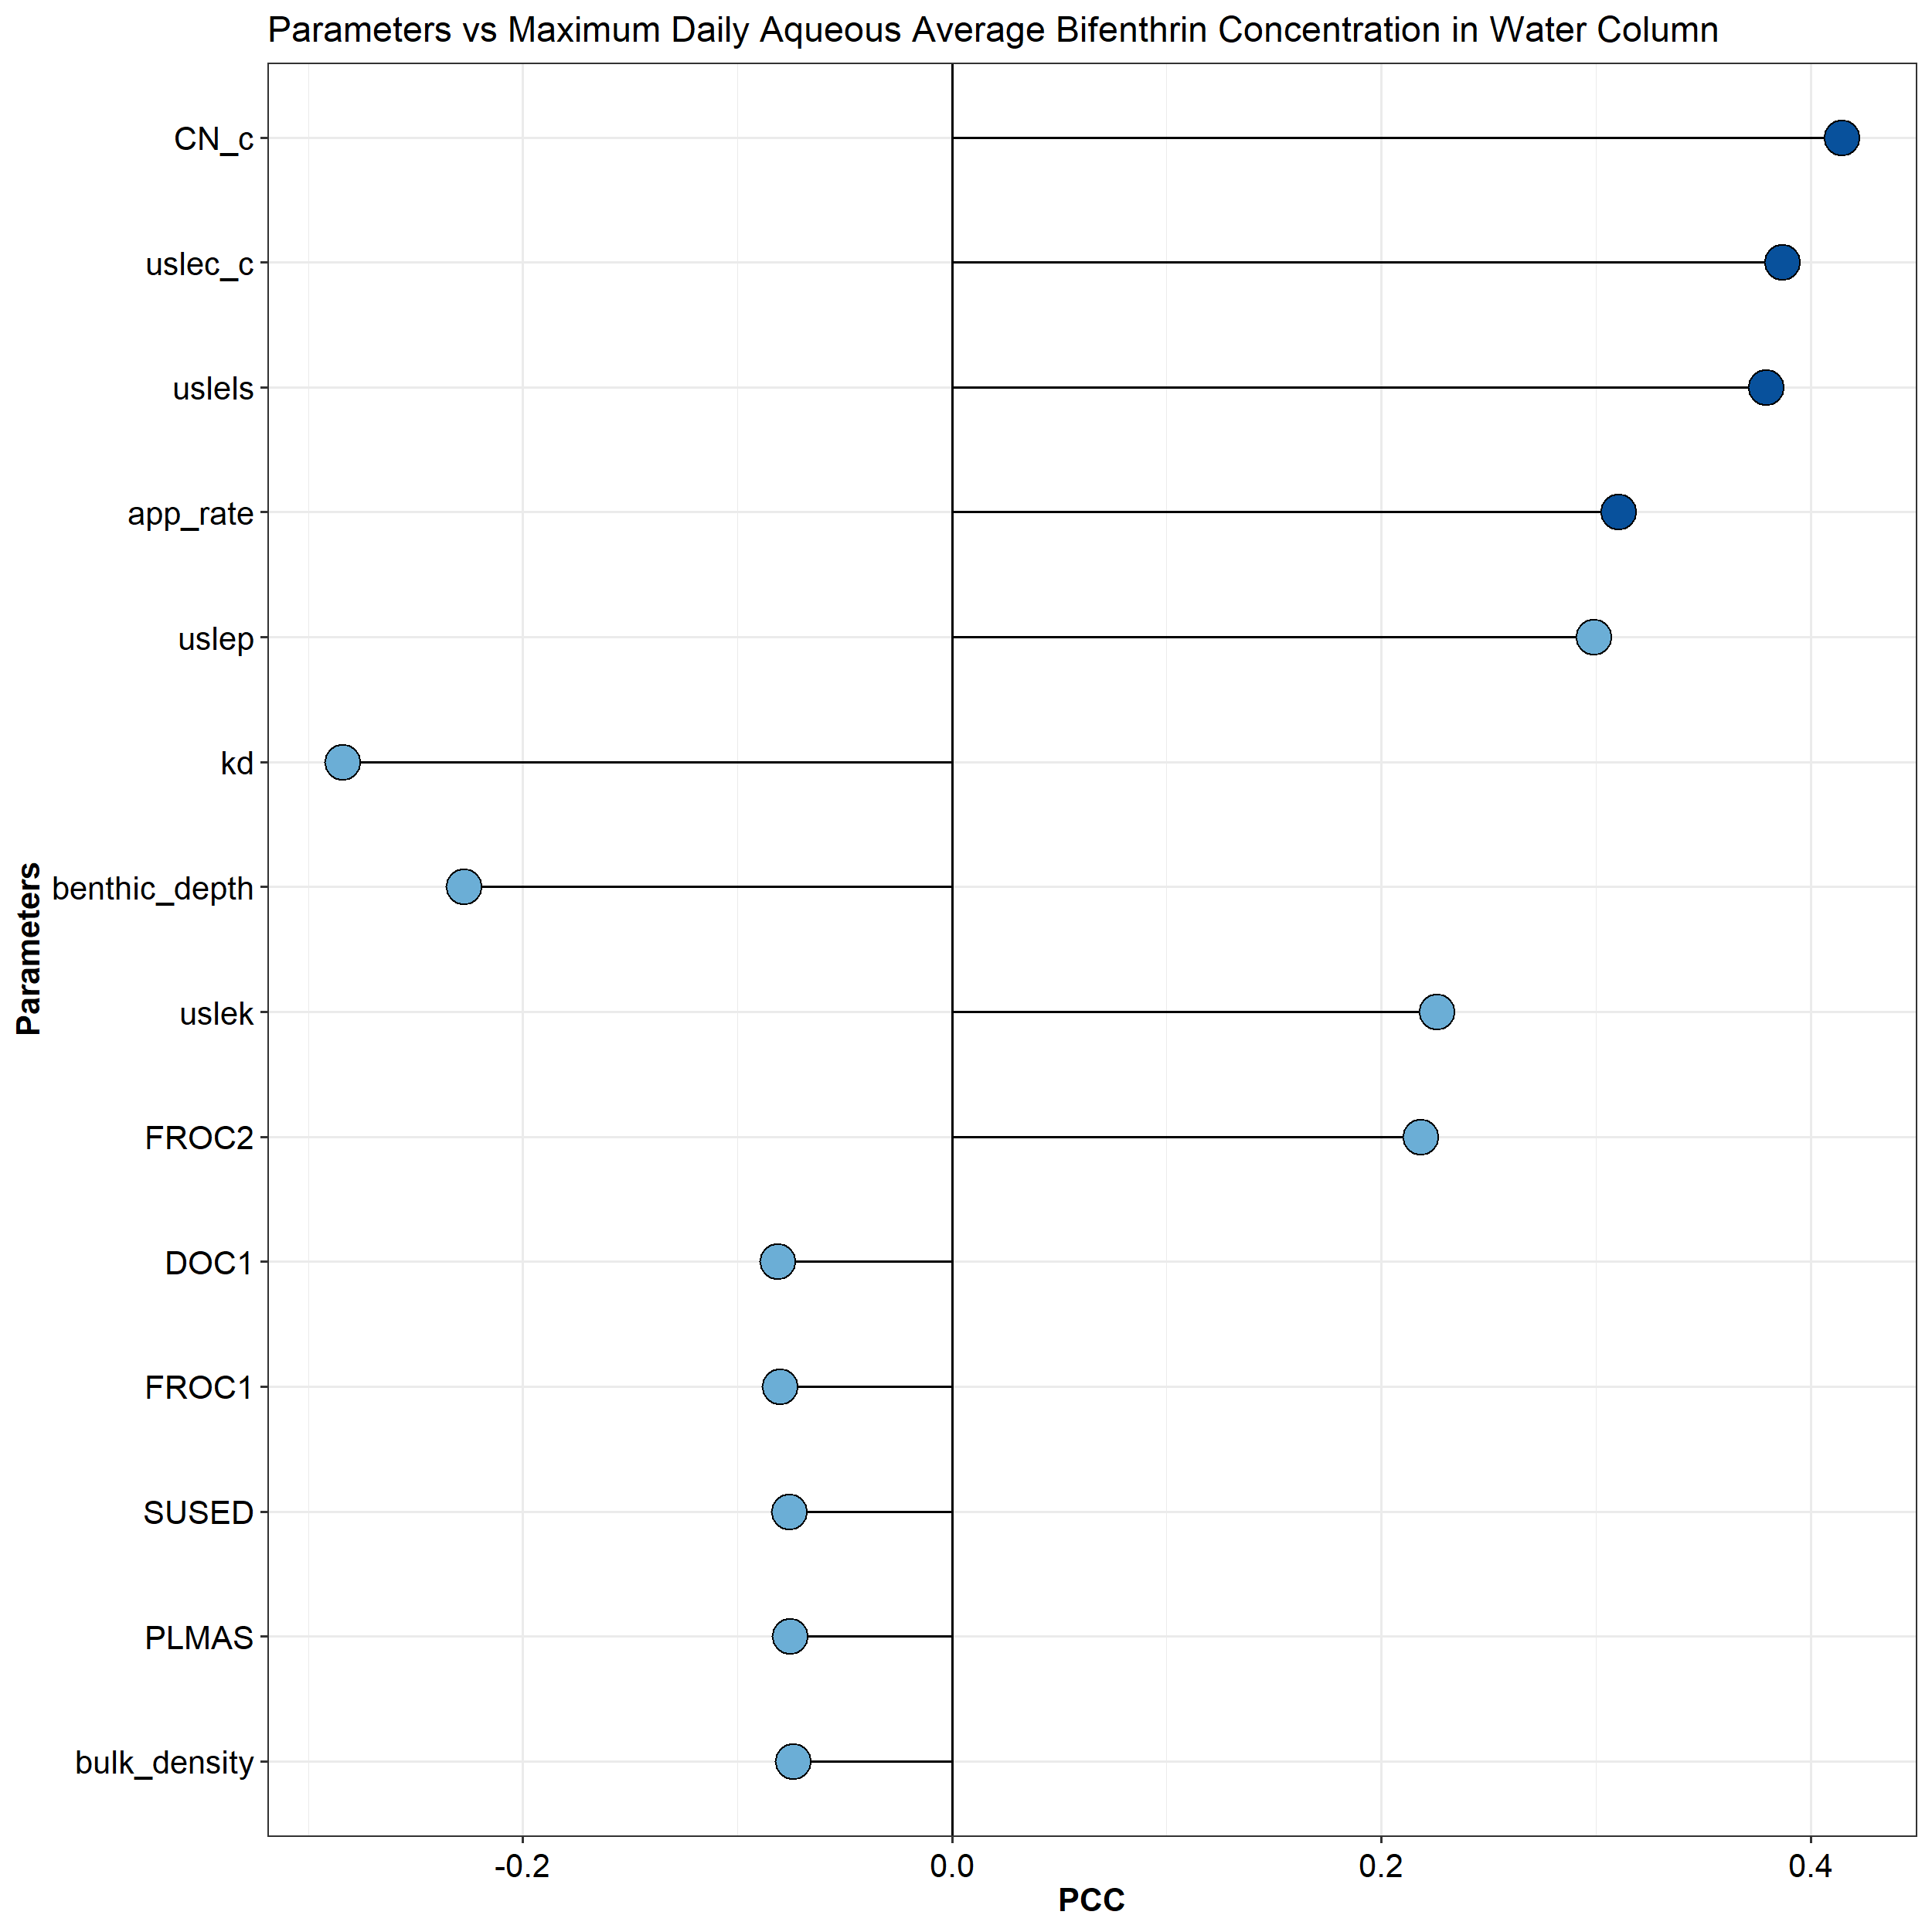 Parameters vs Maximum Daily Aqueous Average Bifenthrin Concentration in Water Column
CN_c
uslec_c
uslels
app_rate
uslep
kd
benthic_depth
uslek
FROC2
DOC1
FROC1
SUSED
PLMAS
bulk_density
Parameters
-0.2 0.0 0.2 0.4
PCC